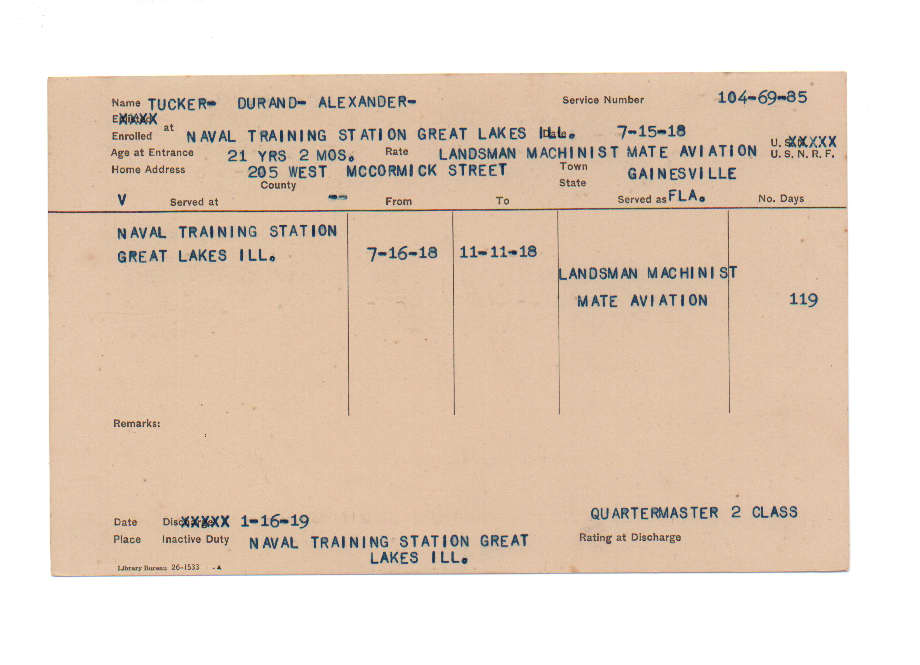 Name TUCKER- DURAND- ALEXANDER- Service Number 104-69-85
Enrolled at NAVAL TRAINING STATION GREAT LAKES ILL. Date 7-15-18
Age at Entrance 21 YRS 2 MOS. Rate LANDSMAN MACHINIST MATE AVIATION U. S. N. R. F.
Home Address 205 WEST MCCORMICK STREET Town GAINESVILLE
County -- State FLA.
V Served at From To Served as No. Days
NAVAL TRAINING STATION
GREAT LAKES ILL. 7-16-18 11-11-18
LANDSMAN MACHINIST
MATE AVIATION 119
Remarks:
QUARTERMASTER 2 CLASS
Date Discharge XXXXX 1-16-19
Place Inactive Duty NAVAL TRAINING STATION GREAT Rating at Discharge
LAKES ILL.
Library Bureau 26-1533 -A